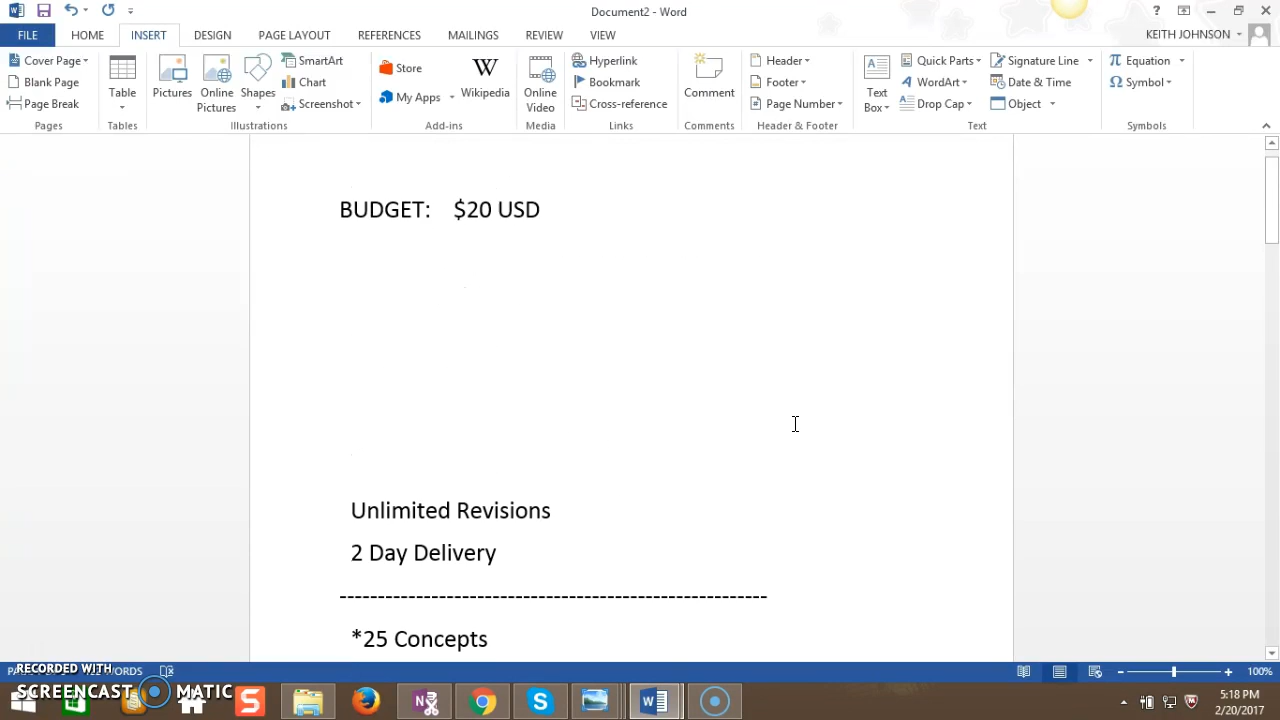 Document2 - Word
FILE HOME INSERT DESIGN PAGE LAYOUT REFERENCES MAILINGS REVIEW VIEW KEITH JOHNSON
Cover Page
Blank Page
Page Break
Pages
Table
Tables
Pictures
Online Pictures
Shapes
SmartArt
Chart
Screenshot
Illustrations
Store
My Apps
Wikipedia
Add-ins
Online Video
Media
Hyperlink
Bookmark
Cross-reference
Links
Comment
Comments
Header
Footer
Page Number
Header & Footer
Text Box
Quick Parts
WordArt
Drop Cap
Signature Line
Date & Time
Object
Text
Equation
Symbol
Symbols
BUDGET: $20 USD
Unlimited Revisions
2 Day Delivery
--------------------------------------------------------
*25 Concepts
WORDS
100%
RECORDED WITH
SCREENCAST MATIC
5:18 PM
2/20/2017